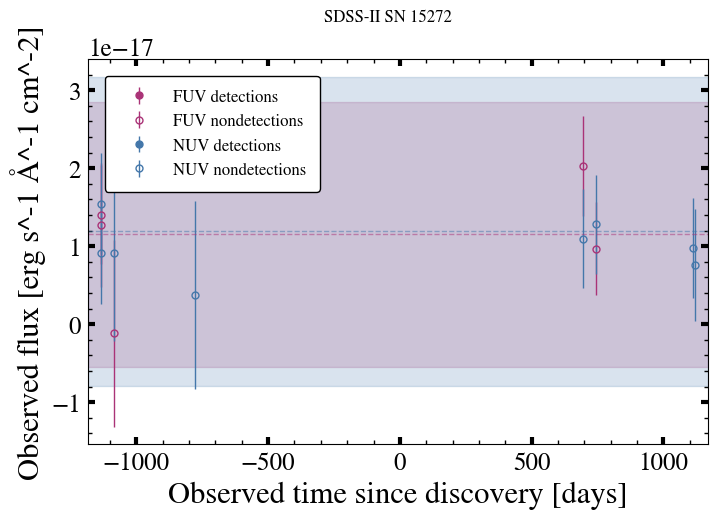 SDSS-II SN 15272
1e−17
FUV detections
FUV nondetections
NUV detections
NUV nondetections
3
2
1
0
−1
−1000
−500
0
500
1000
Observed flux [erg s^-1 Å^-1 cm^-2]
Observed time since discovery [days]